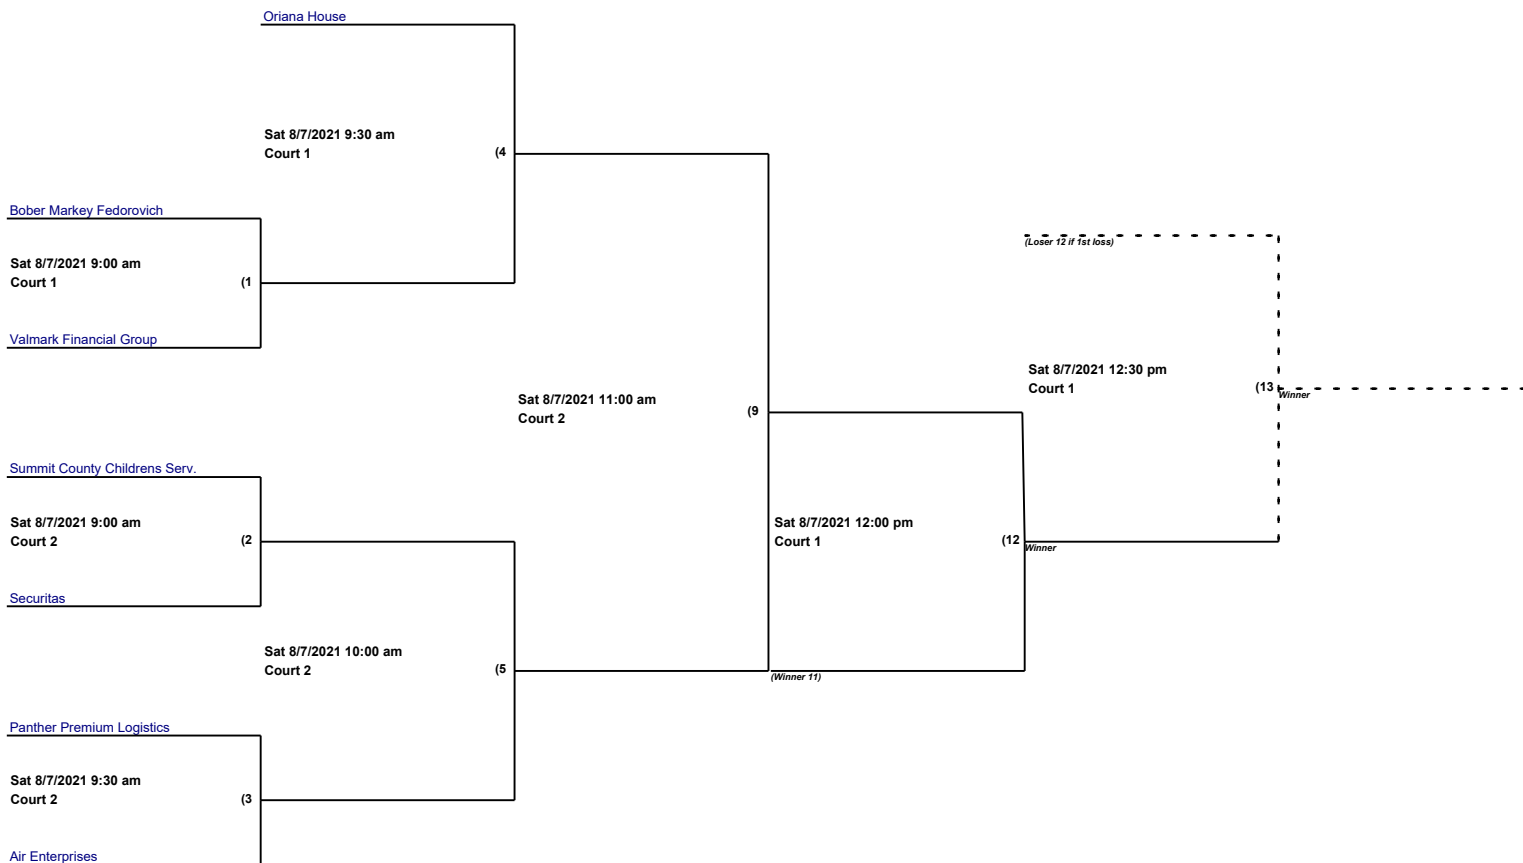 Oriana House
Sat 8/7/2021 9:30 am
Court 1
(4
Bober Markey Fedorovich
(Loser 12 if 1st loss)
Sat 8/7/2021 9:00 am
Court 1
(1
Valmark Financial Group
Sat 8/7/2021 12:30 pm
Court 1
(13
Winner
Sat 8/7/2021 11:00 am
Court 2
(9
Summit County Childrens Serv.
Sat 8/7/2021 9:00 am
Court 2
(2
Sat 8/7/2021 12:00 pm
Court 1
(12
Winner
Securitas
Sat 8/7/2021 10:00 am
Court 2
(5
(Winner 11)
Panther Premium Logistics
Sat 8/7/2021 9:30 am
Court 2
(3
Air Enterprises